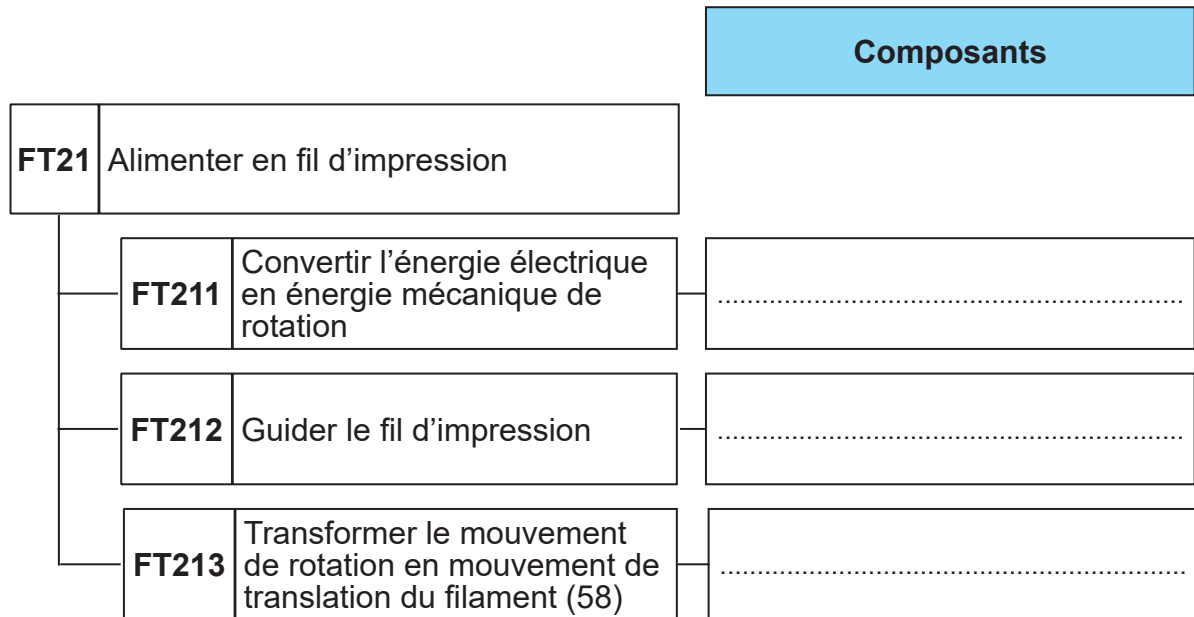 Composants
FT21 Alimenter en fil d’impression
FT211 Convertir l’énergie électrique
en énergie mécanique de
rotation
................................................................
FT212 Guider le fil d’impression
................................................................
FT213 Transformer le mouvement
de rotation en mouvement de
translation du filament (58)
................................................................